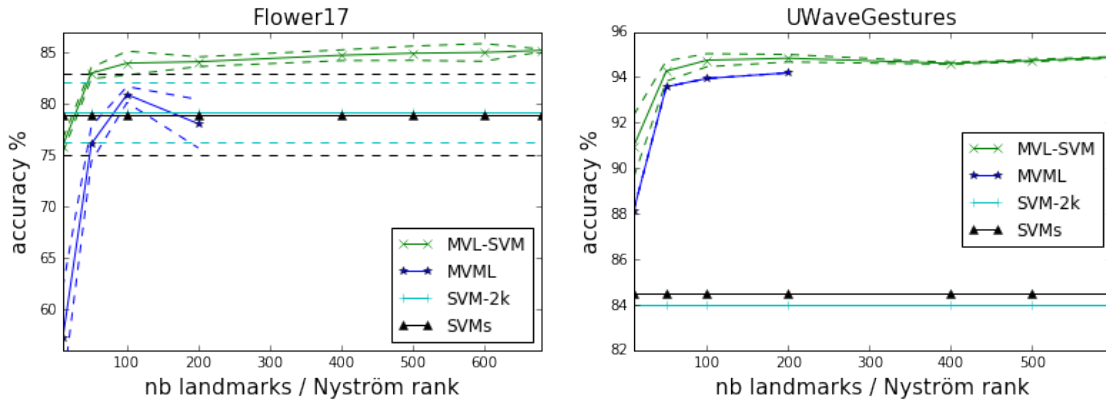 Flower17
85
80
75
70
65
60
accuracy %
100
200
300
400
500
600
nb landmarks / Nyström rank
MVL-SVM
MVML
SVM-2k
SVMs
UWaveGestures
96
94
92
90
88
86
84
82
accuracy %
100
200
300
400
500
nb landmarks / Nyström rank
MVL-SVM
MVML
SVM-2k
SVMs